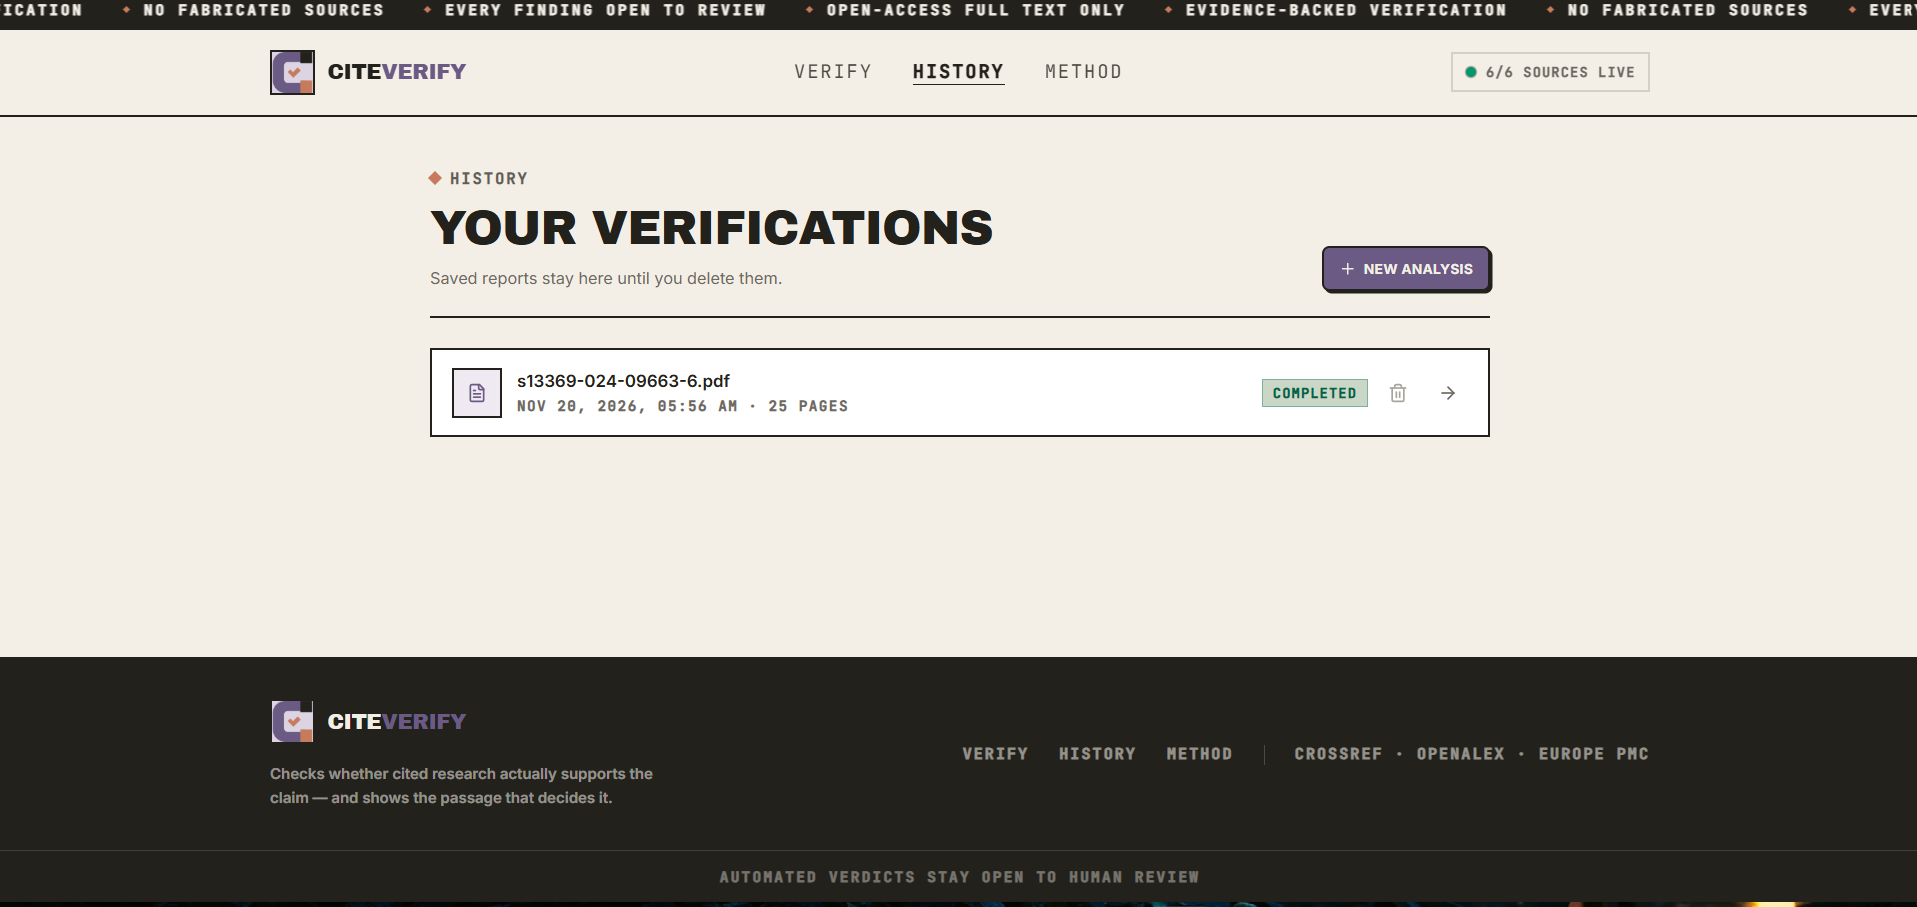 FICATION ◆ NO FABRICATED SOURCES ◆ EVERY FINDING OPEN TO REVIEW ◆ OPEN-ACCESS FULL TEXT ONLY ◆ EVIDENCE-BACKED VERIFICATION ◆ NO FABRICATED SOURCES ◆ EVERY
CITEVERIFY
VERIFY HISTORY METHOD
6/6 SOURCES LIVE
HISTORY
YOUR VERIFICATIONS
Saved reports stay here until you delete them.
+ NEW ANALYSIS
s13369-024-09663-6.pdf
NOV 20, 2026, 05:56 AM · 25 PAGES
COMPLETED
CITEVERIFY
Checks whether cited research actually supports the
claim — and shows the passage that decides it.
VERIFY HISTORY METHOD CROSSREF · OPENALEX · EUROPE PMC
AUTOMATED VERDICTS STAY OPEN TO HUMAN REVIEW